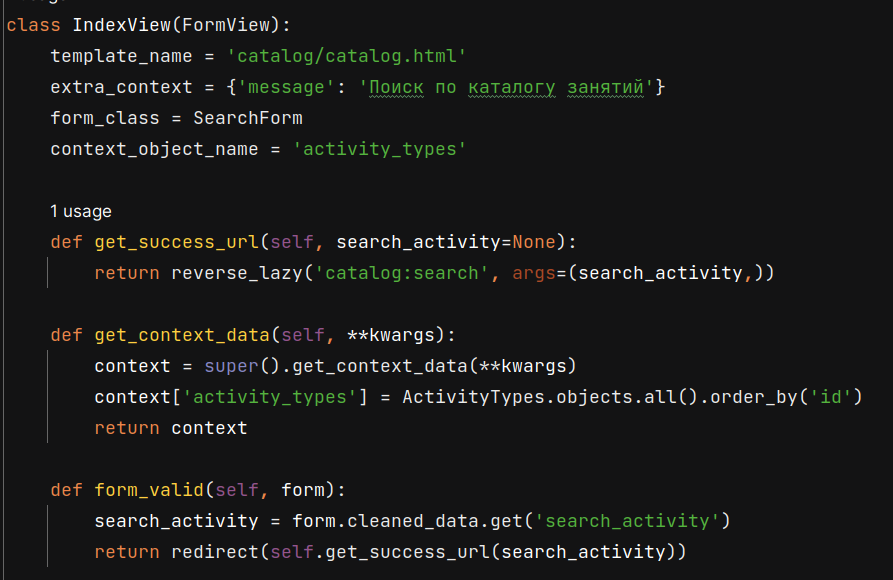 class IndexView(FormView):
    template_name = 'catalog/catalog.html'
    extra_context = {'message': 'Поиск по каталогу занятий'}
    form_class = SearchForm
    context_object_name = 'activity_types'

    1 usage
    def get_success_url(self, search_activity=None):
        return reverse_lazy('catalog:search', args=(search_activity,))

    def get_context_data(self, **kwargs):
        context = super().get_context_data(**kwargs)
        context['activity_types'] = ActivityTypes.objects.all().order_by('id')
        return context

    def form_valid(self, form):
        search_activity = form.cleaned_data.get('search_activity')
        return redirect(self.get_success_url(search_activity))